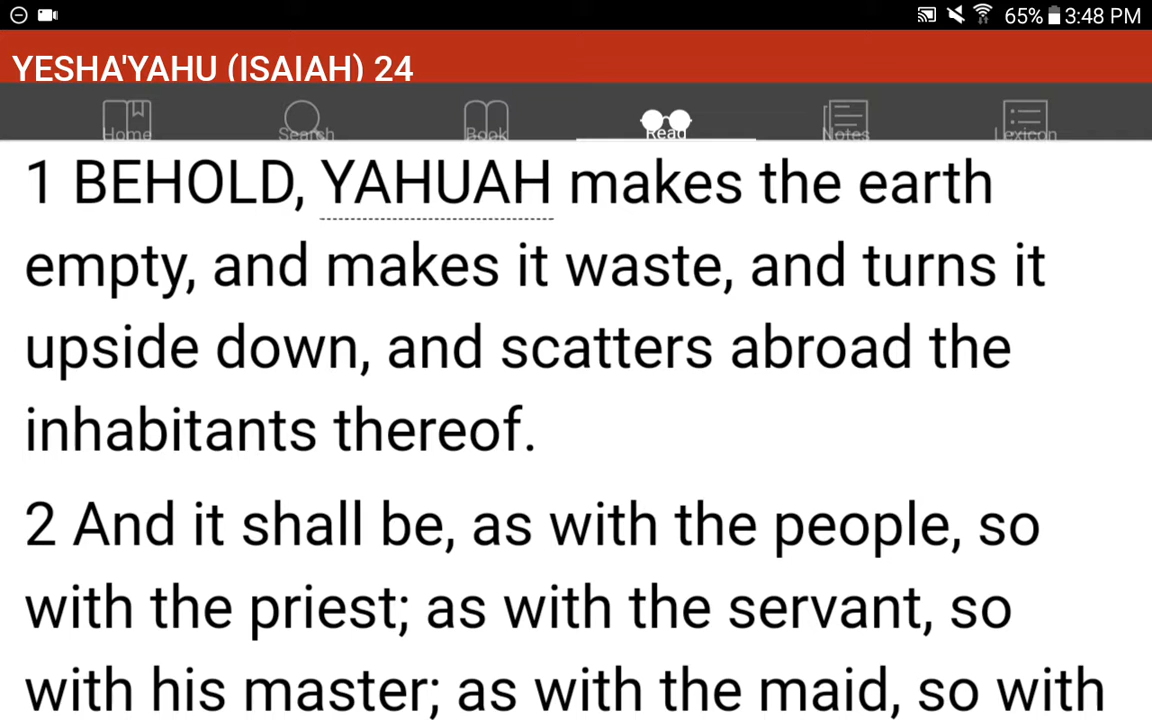 65% 3:48 PM
YESHA'YAHU (ISAIAH) 24
Home Search Book Read Notes Lexicon
1 BEHOLD, YAHUAH makes the earth
empty, and makes it waste, and turns it
upside down, and scatters abroad the
inhabitants thereof.
2 And it shall be, as with the people, so
with the priest; as with the servant, so
with his master; as with the maid, so with